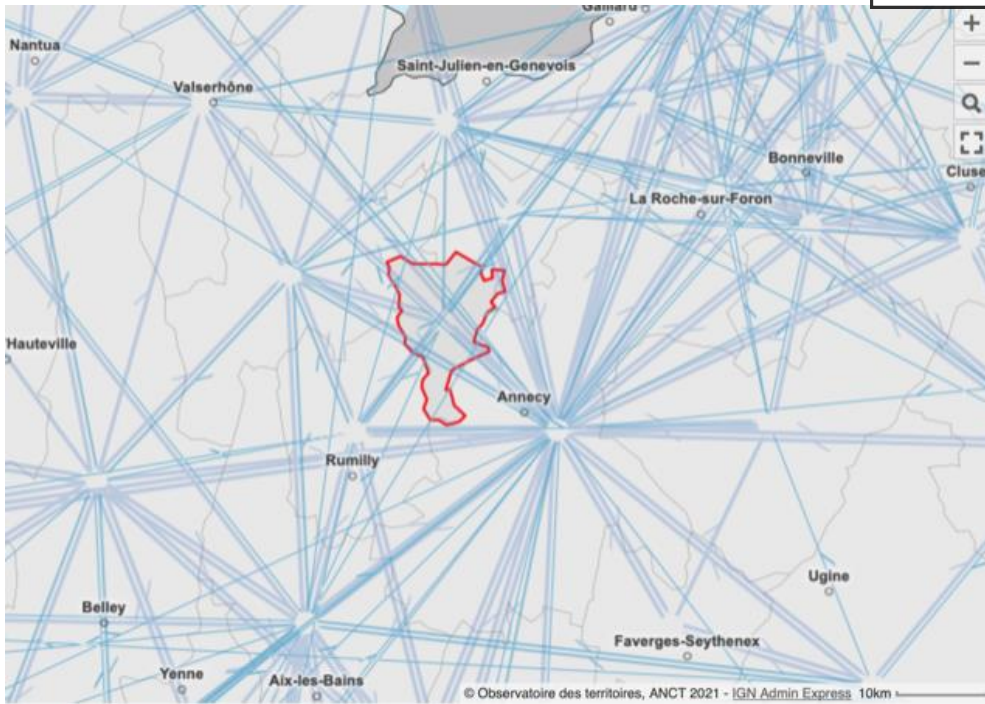 Gaillard
Nantua
Saint-Julien-en-Genevois
Valserhône
Bonneville
Cluse
La Roche-sur-Foron
Hauteville
Annecy
Rumilly
Ugine
Belley
Faverges-Seythenex
Yenne
Aix-les-Bains
© Observatoire des territoires, ANCT 2021 - IGN Admin Express 10km